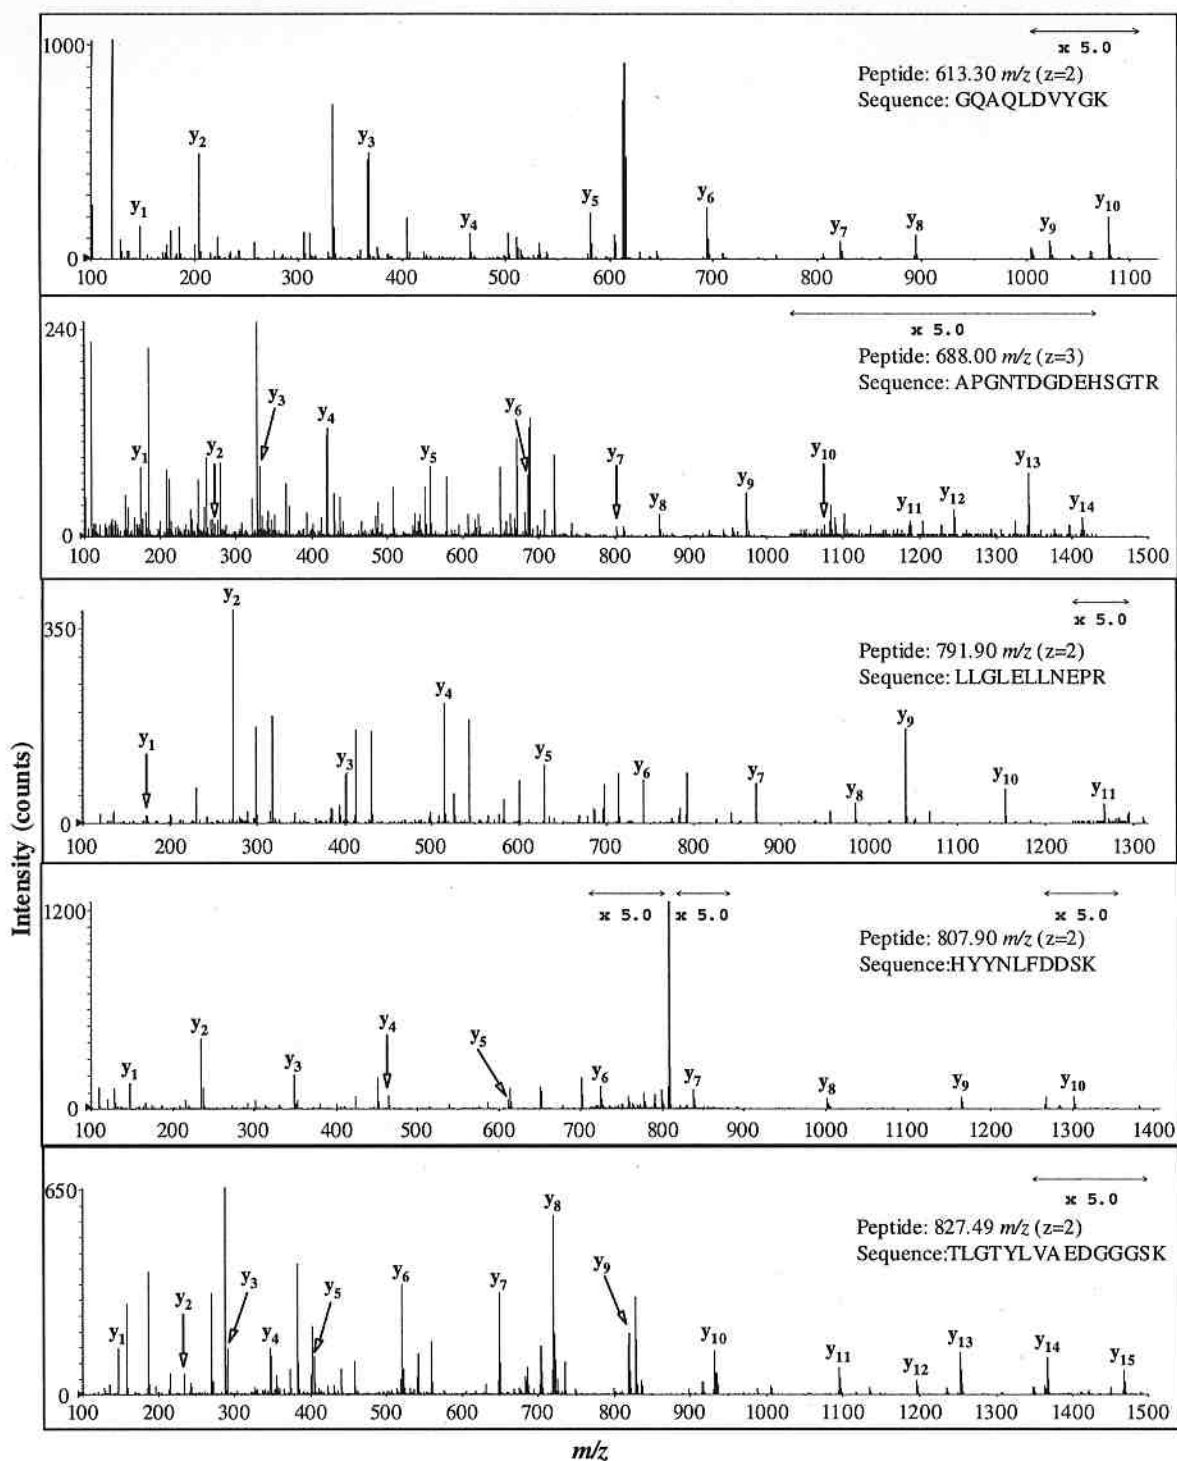 1000
x 5.0
Peptide: 613.30 m/z (z=2)
Sequence: GQAQLDVYGK
y1 y2 y3 y4 y5 y6 y7 y8 y9 y10
0
100 200 300 400 500 600 700 800 900 1000 1100
240
x 5.0
Peptide: 688.00 m/z (z=3)
Sequence: APGNTDGDEHSGTR
y1 y2 y3 y4 y5 y6 y7 y8 y9 y10 y11 y12 y13 y14
0
100 200 300 400 500 600 700 800 900 1000 1100 1200 1300 1400 1500
350
x 5.0
Peptide: 791.90 m/z (z=2)
Sequence: LLGLELLNEPR
y1 y2 y3 y4 y5 y6 y7 y8 y9 y10 y11
0
100 200 300 400 500 600 700 800 900 1000 1100 1200 1300
Intensity (counts)
1200
x 5.0 x 5.0 x 5.0
Peptide: 807.90 m/z (z=2)
Sequence:HYYNLFDDSK
y1 y2 y3 y4 y5 y6 y7 y8 y9 y10
0
100 200 300 400 500 600 700 800 900 1000 1100 1200 1300 1400
650
x 5.0
Peptide: 827.49 m/z (z=2)
Sequence:TLGTYLVAEDGGGSK
y1 y2 y3 y4 y5 y6 y7 y8 y9 y10 y11 y12 y13 y14 y15
0
100 200 300 400 500 600 700 800 900 1000 1100 1200 1300 1400 1500
m/z